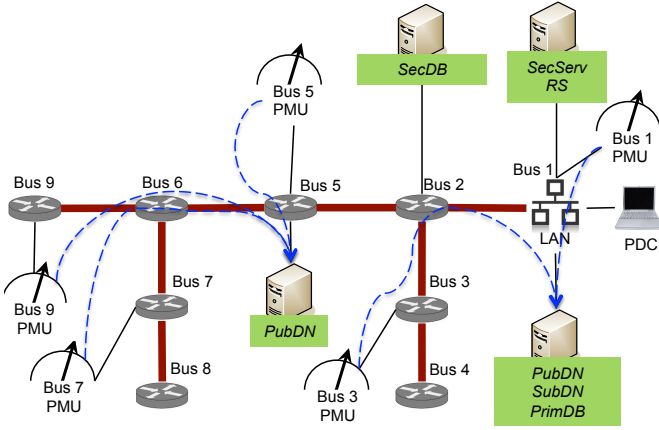 SecDB
SecServ
RS
Bus 5
PMU
Bus 1
PMU
Bus 1
Bus 9
Bus 6
Bus 5
Bus 2
LAN
PDC
Bus 9
PMU
Bus 7
PubDN
Bus 3
Bus 7
PMU
Bus 8
Bus 3
PMU
Bus 4
PubDN
SubDN
PrimDB